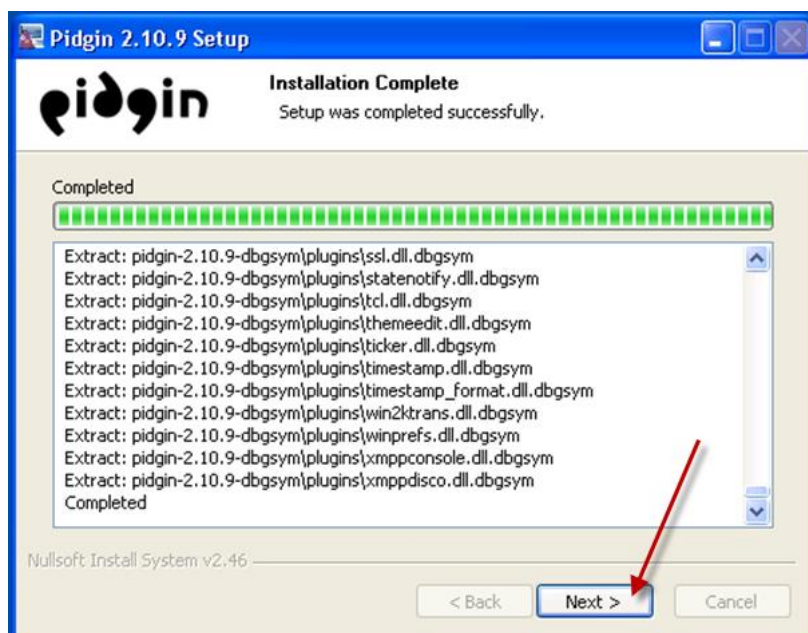 Pidgin 2.10.9 Setup
pidgin
Installation Complete
Setup was completed successfully.
Completed
Extract: pidgin-2.10.9-dbgsym\plugins\ssl.dll.dbgsym
Extract: pidgin-2.10.9-dbgsym\plugins\statenotify.dll.dbgsym
Extract: pidgin-2.10.9-dbgsym\plugins\tcl.dll.dbgsym
Extract: pidgin-2.10.9-dbgsym\plugins\themeedit.dll.dbgsym
Extract: pidgin-2.10.9-dbgsym\plugins\ticker.dll.dbgsym
Extract: pidgin-2.10.9-dbgsym\plugins\timestamp.dll.dbgsym
Extract: pidgin-2.10.9-dbgsym\plugins\timestamp_format.dll.dbgsym
Extract: pidgin-2.10.9-dbgsym\plugins\win2ktrans.dll.dbgsym
Extract: pidgin-2.10.9-dbgsym\plugins\winprefs.dll.dbgsym
Extract: pidgin-2.10.9-dbgsym\plugins\xmppconsole.dll.dbgsym
Extract: pidgin-2.10.9-dbgsym\plugins\xmppdisco.dll.dbgsym
Completed
Nullsoft Install System v2.46
< Back Next > Cancel